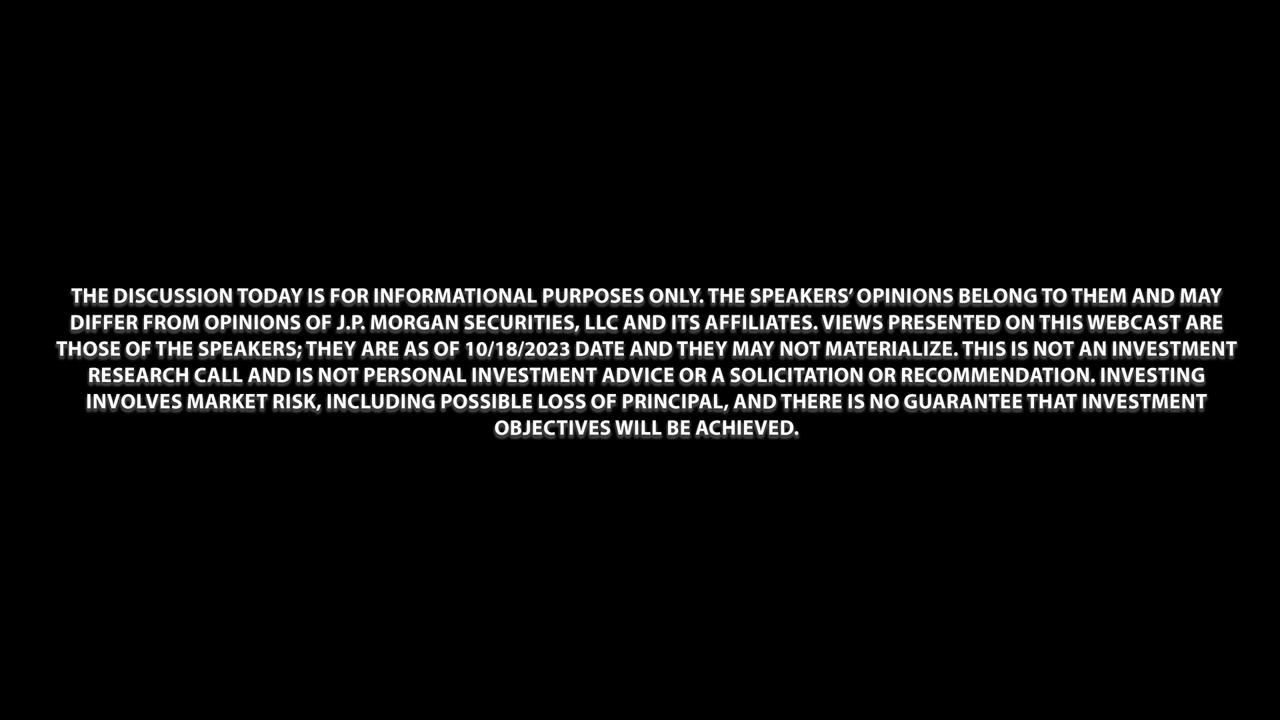 THE DISCUSSION TODAY IS FOR INFORMATIONAL PURPOSES ONLY. THE SPEAKERS’ OPINIONS BELONG TO THEM AND MAY
DIFFER FROM OPINIONS OF J.P. MORGAN SECURITIES, LLC AND ITS AFFILIATES. VIEWS PRESENTED ON THIS WEBCAST ARE
THOSE OF THE SPEAKERS; THEY ARE AS OF 10/18/2023 DATE AND THEY MAY NOT MATERIALIZE. THIS IS NOT AN INVESTMENT
RESEARCH CALL AND IS NOT PERSONAL INVESTMENT ADVICE OR A SOLICITATION OR RECOMMENDATION. INVESTING
INVOLVES MARKET RISK, INCLUDING POSSIBLE LOSS OF PRINCIPAL, AND THERE IS NO GUARANTEE THAT INVESTMENT
OBJECTIVES WILL BE ACHIEVED.